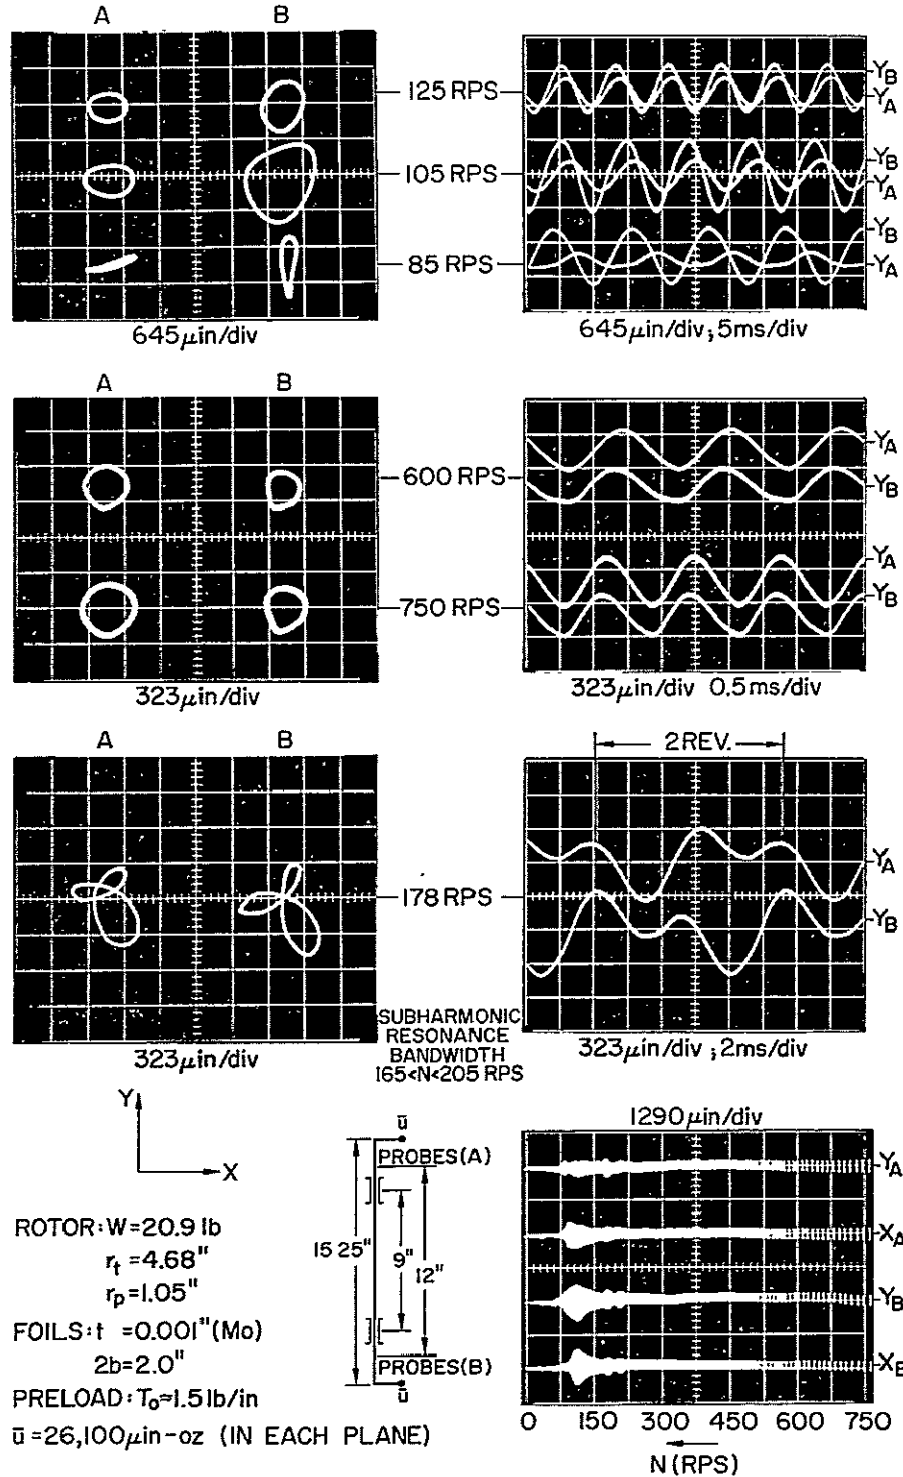 A B
125 RPS
105 RPS
85 RPS
645μin/div
Y_B
Y_A
Y_B
Y_A
Y_B
Y_A
645μin/div; 5ms/div
A B
600 RPS
750 RPS
323μin/div
Y_A
Y_B
Y_A
Y_B
323μin/div 0.5ms/div
A B
178 RPS
323μin/div
2 REV.
Y_A
Y_B
323μin/div ; 2ms/div
SUBHARMONIC
RESONANCE
BANDWIDTH
165<N<205 RPS
Y
X
ROTOR: W=20.9 lb
r_t=4.68"
r_p=1.05"
FOILS: t =0.001"(Mo)
2b=2.0"
PRELOAD: T_o≈1.5 lb/in
ū=26,100μin-oz (IN EACH PLANE)
ū
PROBES(A)
15 25"
9"
12"
PROBES(B)
ū
1290μin/div
Y_A
X_A
Y_B
X_B
0 150 300 450 600 750
N(RPS)